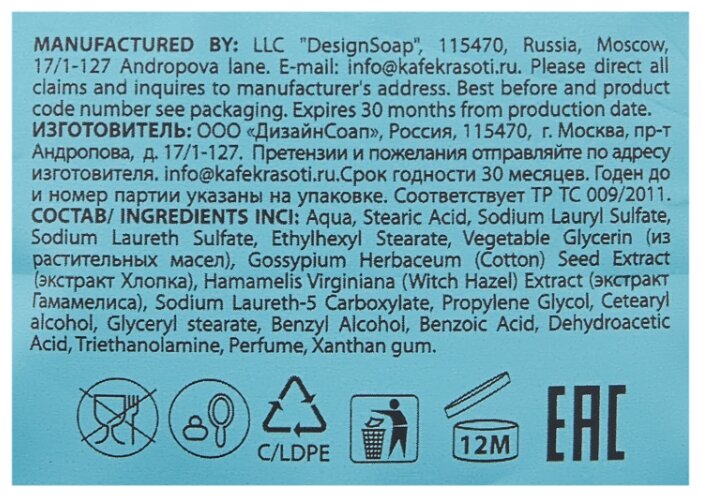 MANUFACTURED BY: LLC "DesignSoap", 115470, Russia, Moscow,
17/1-127 Andropova lane. E-mail: info@kafekrasoti.ru. Please direct all
claims and inquires to manufacturer's address. Best before and product
code number see packaging. Expires 30 months from production date.
ИЗГОТОВИТЕЛЬ: ООО «ДизайнСоап», Россия, 115470, г. Москва, пр-т
Андропова, д. 17/1-127. Претензии и пожелания отправляйте по адресу
изготовителя. info@kafekrasoti.ru.Срок годности 30 месяцев. Годен до
и номер партии указаны на упаковке. Соответствует ТР ТС 009/2011.
СОСТАВ/ INGREDIENTS INCI: Aqua, Stearic Acid, Sodium Lauryl Sulfate,
Sodium Laureth Sulfate, Ethylhexyl Stearate, Vegetable Glycerin (из
растительных масел), Gossypium Herbaceum (Cotton) Seed Extract
(экстракт Хлопка), Hamamelis Virginiana (Witch Hazel) Extract (экстракт
Гамамелиса), Sodium Laureth-5 Carboxylate, Propylene Glycol, Cetearyl
alcohol, Glyceryl stearate, Benzyl Alcohol, Benzoic Acid, Dehydroacetic
Acid, Triethanolamine, Perfume, Xanthan gum.
4
C/LDPE
12M
EAC